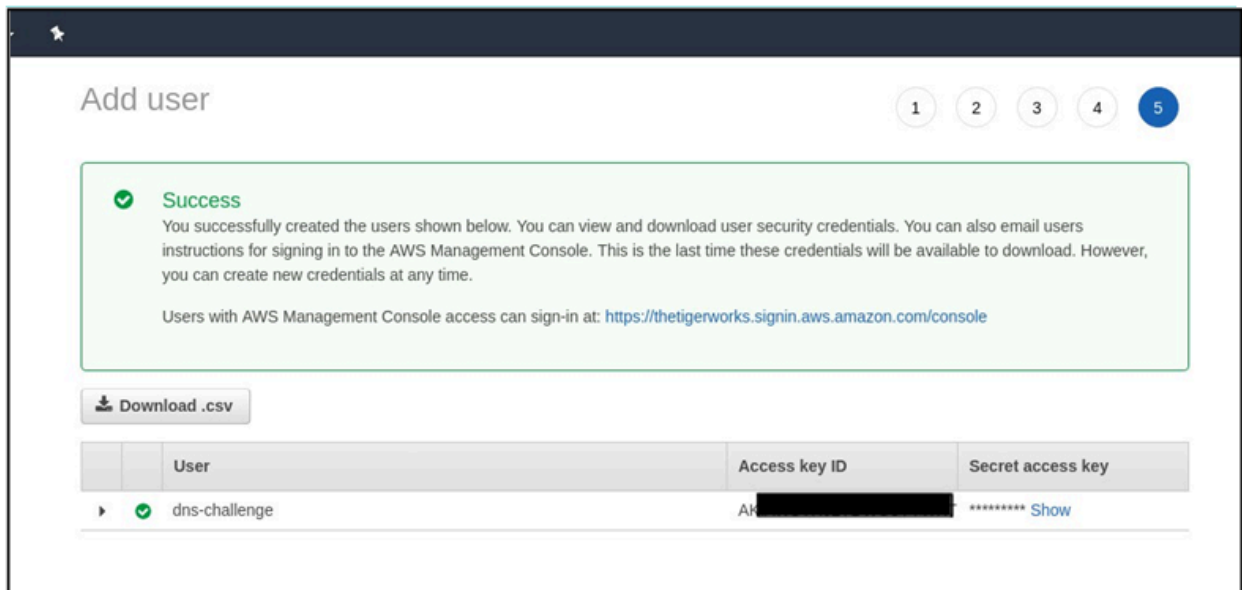 Add user
1 2 3 4 5
Success
You successfully created the users shown below. You can view and download user security credentials. You can also email users
instructions for signing in to the AWS Management Console. This is the last time these credentials will be available to download. However,
you can create new credentials at any time.
Users with AWS Management Console access can sign-in at: https://thetigerworks.signin.aws.amazon.com/console
Download .csv
User Access key ID Secret access key
dns-challenge AK ********* Show